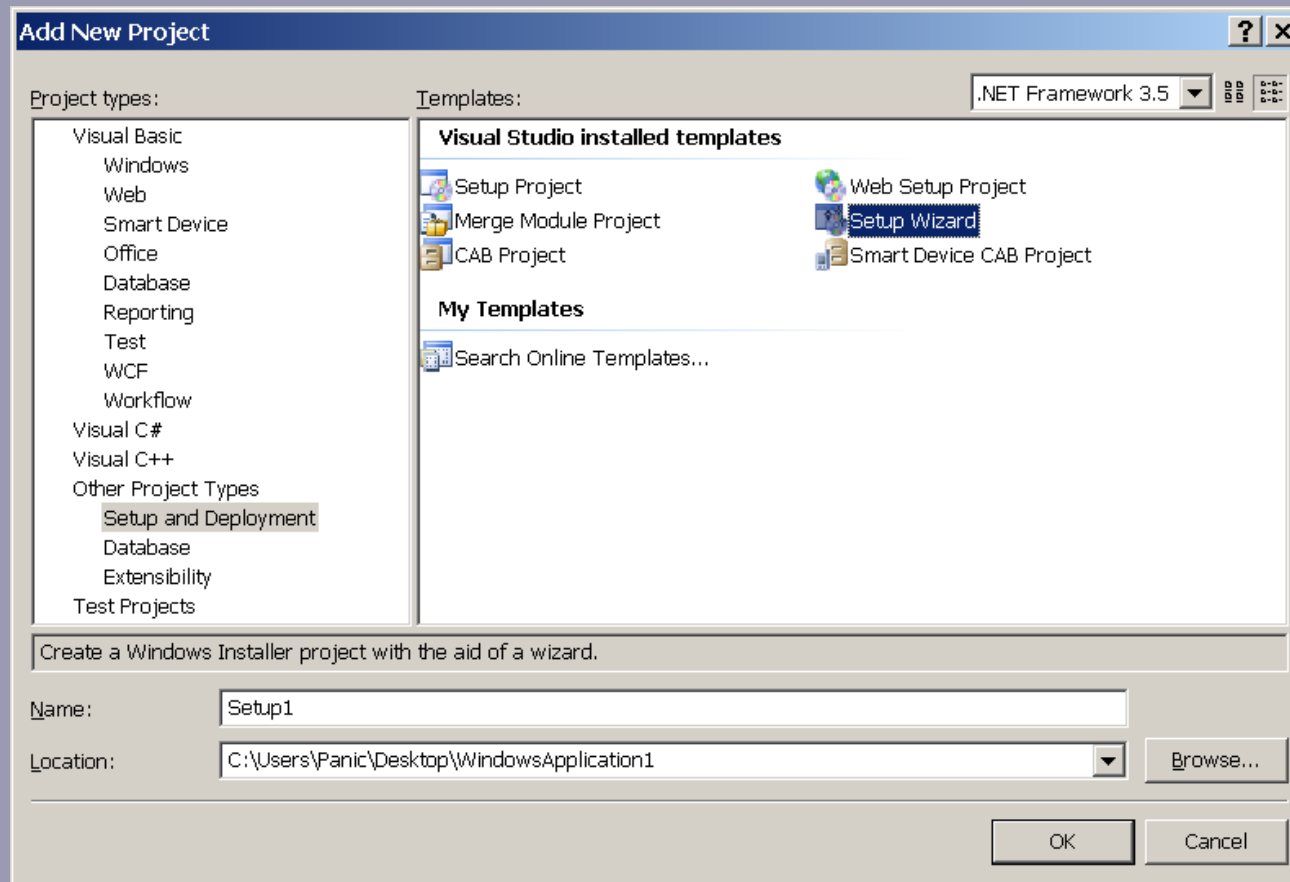 Add New Project
Project types:
Templates:
.NET Framework 3.5
Visual Basic
Windows
Web
Smart Device
Office
Database
Reporting
Test
WCF
Workflow
Visual C#
Visual C++
Other Project Types
Setup and Deployment
Database
Extensibility
Test Projects
Visual Studio installed templates
Setup Project
Web Setup Project
Merge Module Project
Setup Wizard
CAB Project
Smart Device CAB Project
My Templates
Search Online Templates...
Create a Windows Installer project with the aid of a wizard.
Name:
Setup1
Location:
C:\Users\Panic\Desktop\WindowsApplication1
Browse...
OK
Cancel